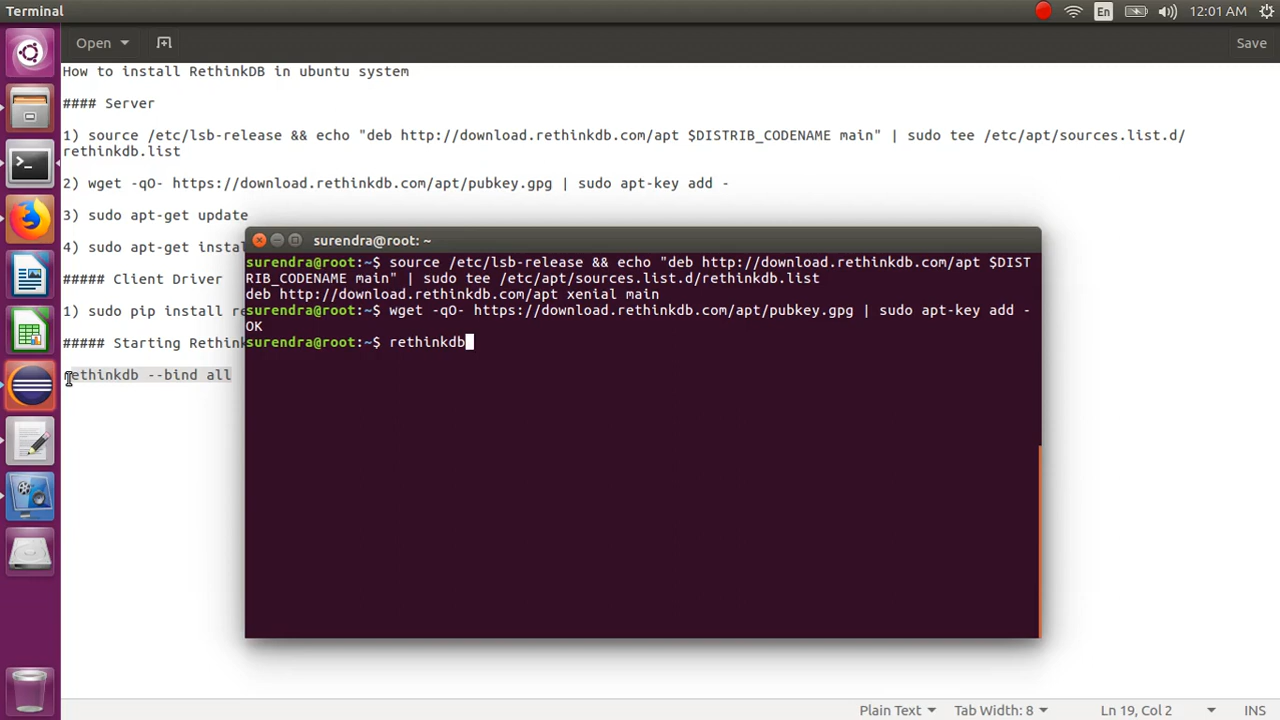 Terminal
En
12:01 AM
Open
Save
How to install RethinkDB in ubuntu system
#### Server
1) source /etc/lsb-release && echo "deb http://download.rethinkdb.com/apt $DISTRIB_CODENAME main" | sudo tee /etc/apt/sources.list.d/
rethinkdb.list
2) wget -qO- https://download.rethinkdb.com/apt/pubkey.gpg | sudo apt-key add -
3) sudo apt-get update
4) sudo apt-get instal
##### Client Driver
1) sudo pip install re
##### Starting Rethink
rethinkdb --bind all
surendra@root: ~
surendra@root:~$ source /etc/lsb-release && echo "deb http://download.rethinkdb.com/apt $DIST
RIB_CODENAME main" | sudo tee /etc/apt/sources.list.d/rethinkdb.list
deb http://download.rethinkdb.com/apt xenial main
surendra@root:~$ wget -qO- https://download.rethinkdb.com/apt/pubkey.gpg | sudo apt-key add -
OK
surendra@root:~$ rethinkdb
Plain Text
Tab Width: 8
Ln 19, Col 2
INS